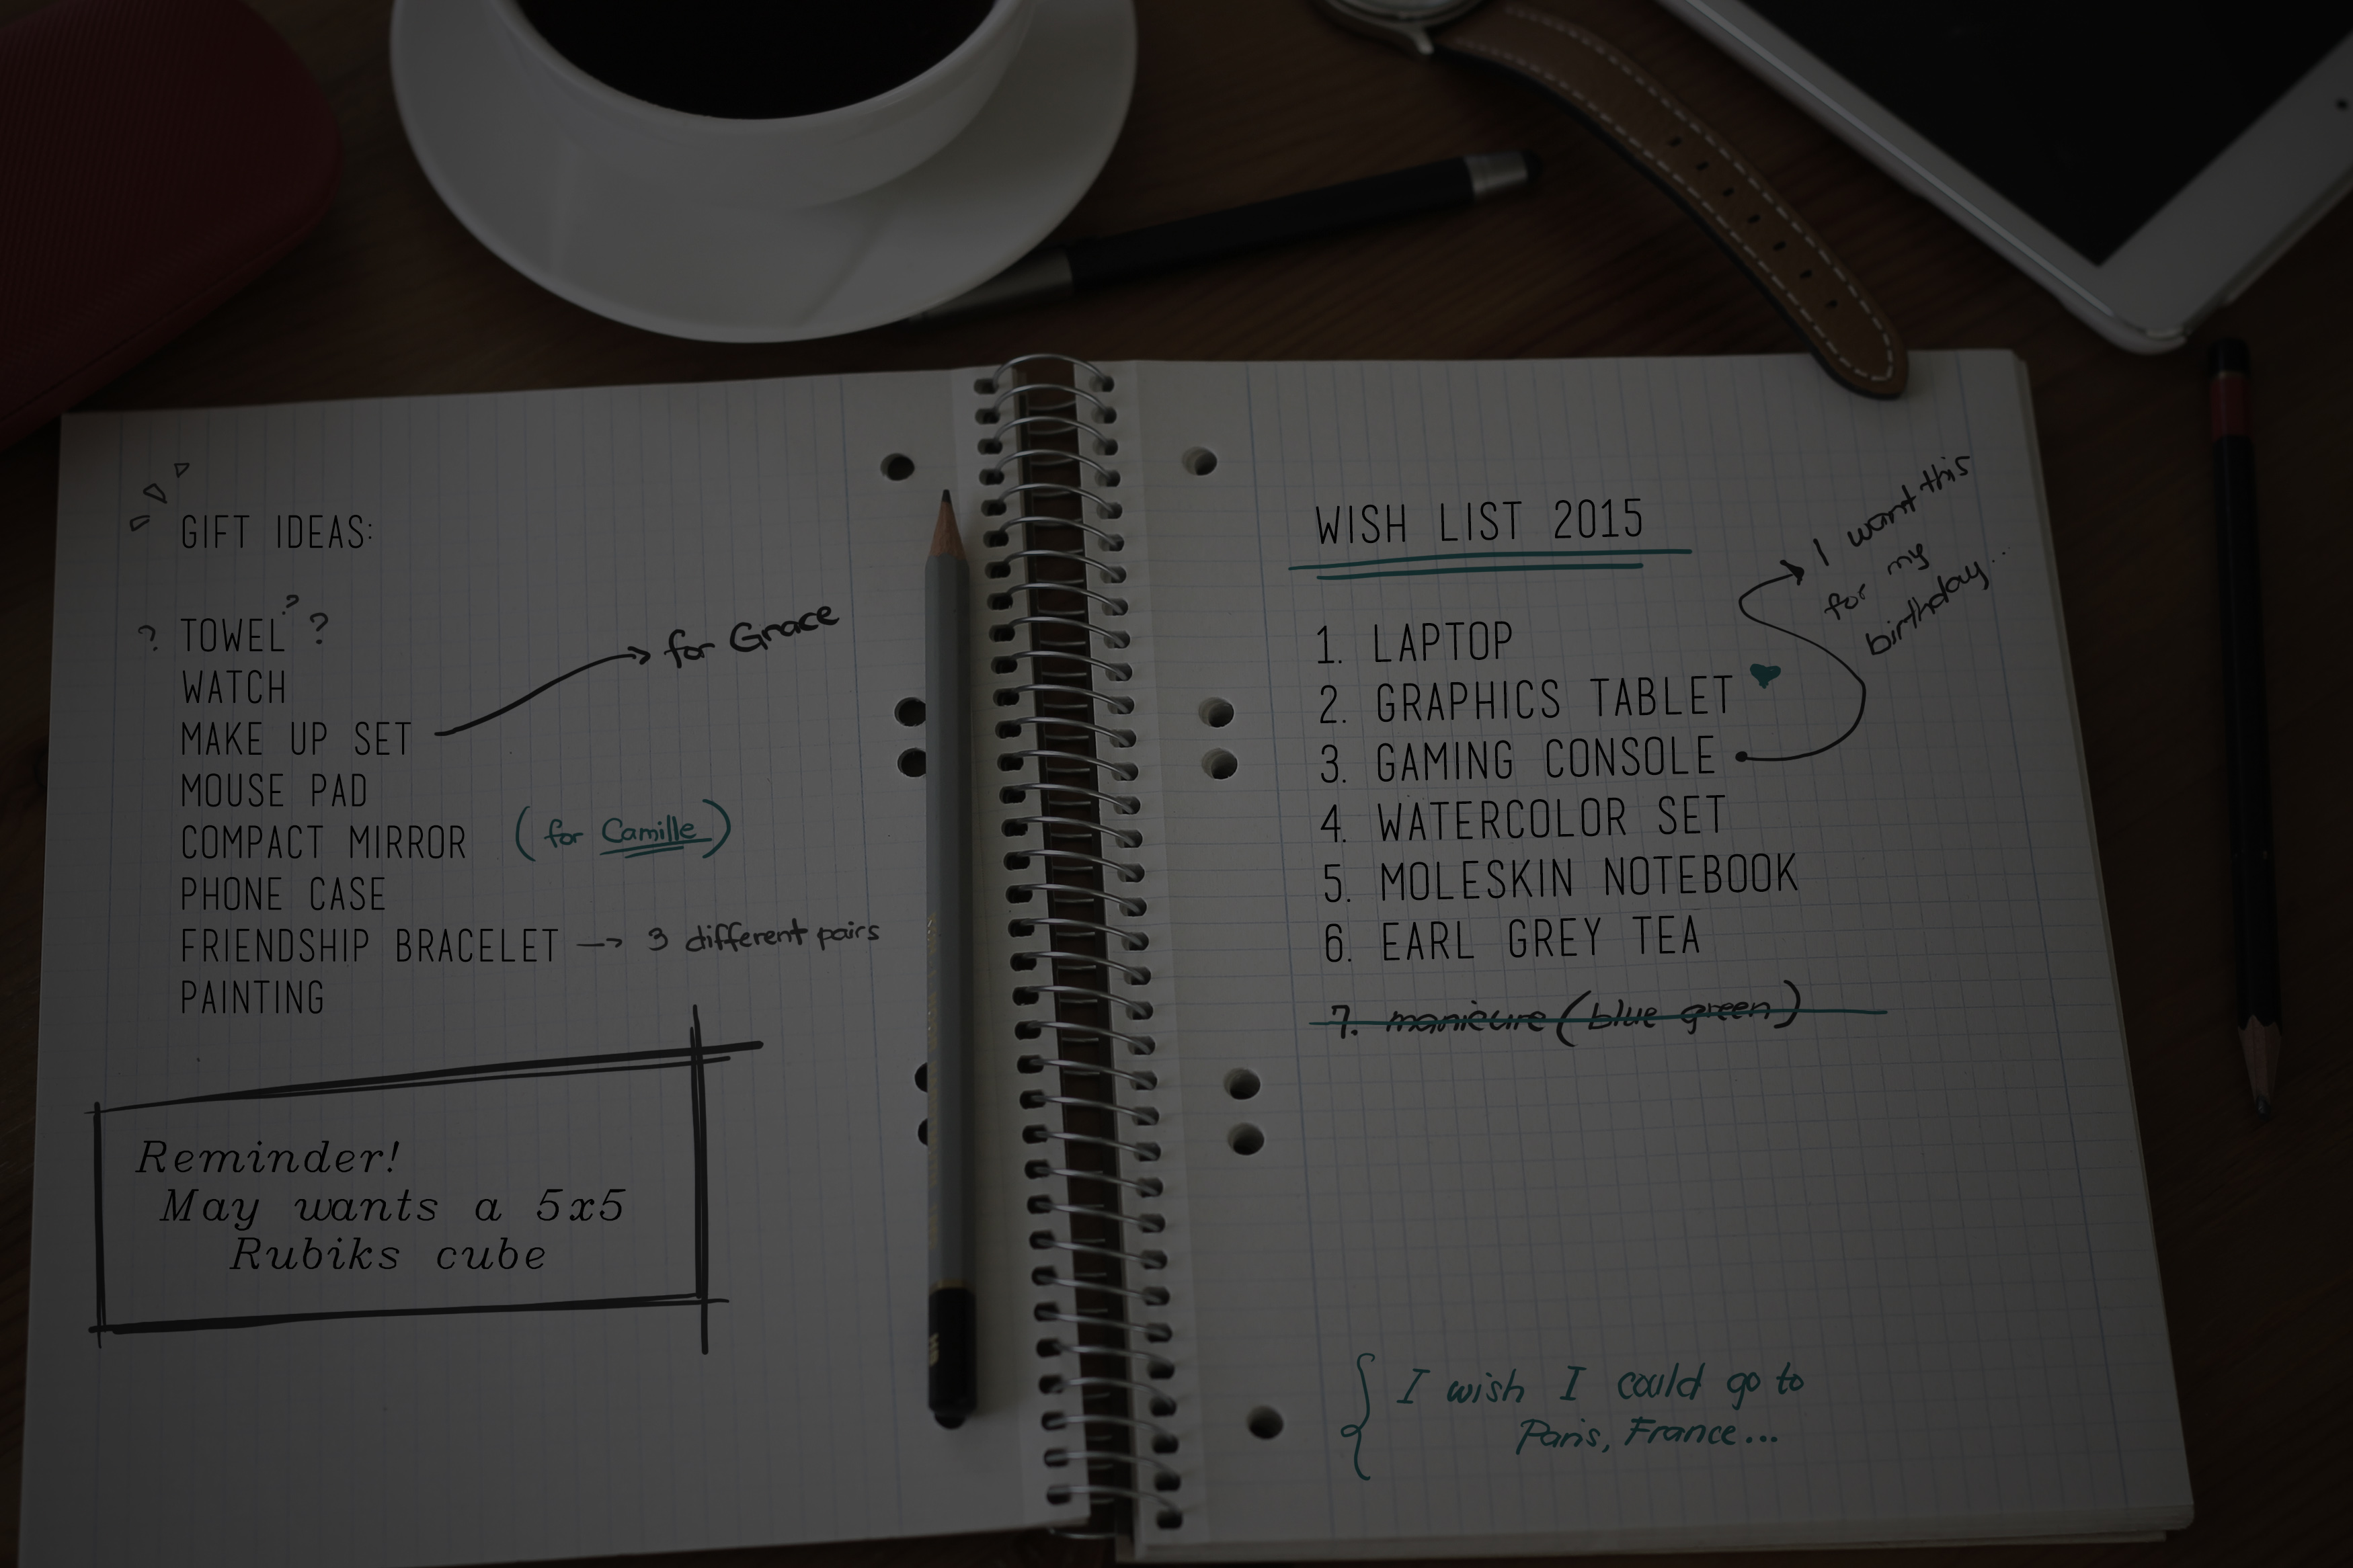 GIFT IDEAS:
? TOWEL ? ?
WATCH
MAKE UP SET → for Grace
MOUSE PAD
COMPACT MIRROR (for Camille)
PHONE CASE
FRIENDSHIP BRACELET → 3 different pairs
PAINTING
Reminder!
May wants a 5x5
Rubiks cube
WISH LIST 2015
1. LAPTOP
2. GRAPHICS TABLET ♥
3. GAMING CONSOLE
I want this
for my
birthday...
4. WATERCOLOR SET
5. MOLESKIN NOTEBOOK
6. EARL GREY TEA
7. manicure (blue green)
{ I wish I could go to
Paris, France...